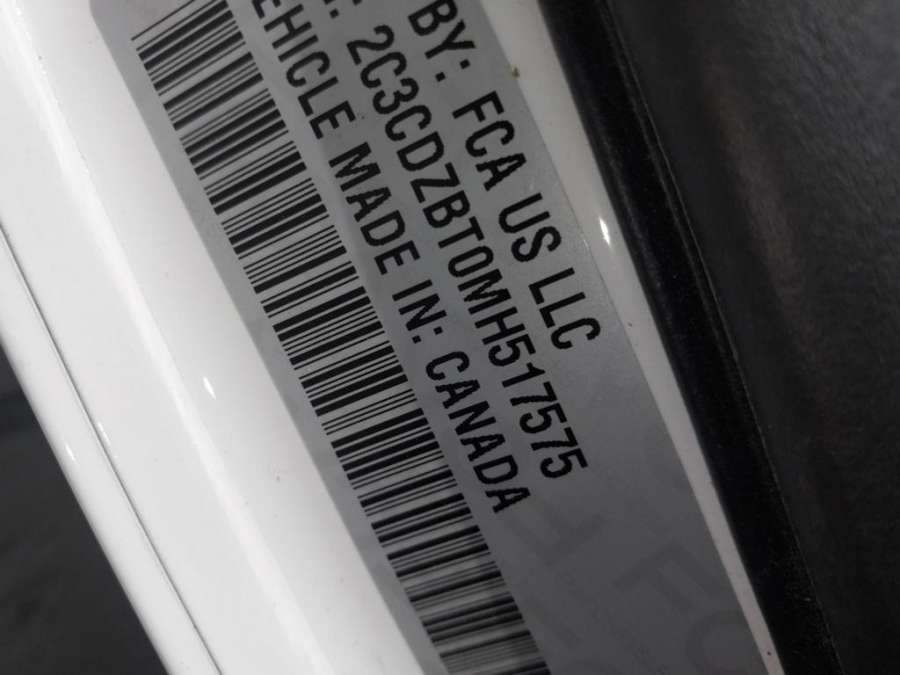 BY: FCA US LLC
: 2C3CDZBT0MH517575
EHICLE MADE IN: CANADA